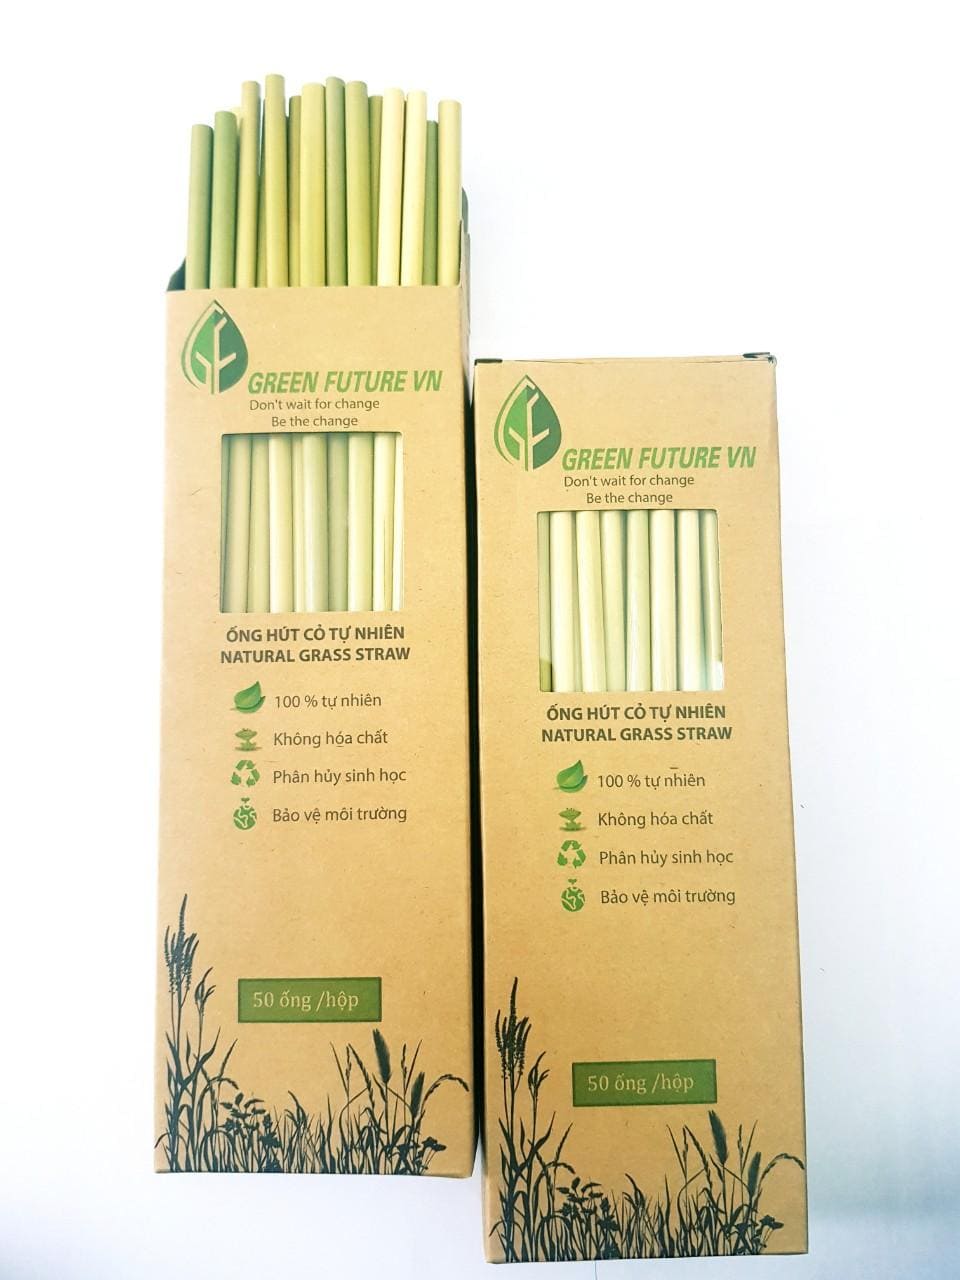 GREEN FUTURE VN
Don't wait for change
Be the change
ỐNG HÚT CỎ TỰ NHIÊN
NATURAL GRASS STRAW
100 % tự nhiên
Không hóa chất
Phân hủy sinh học
Bảo vệ môi trường
50 ống /hộp
GREEN FUTURE VN
Don't wait for change
Be the change
ỐNG HÚT CỎ TỰ NHIÊN
NATURAL GRASS STRAW
100 % tự nhiên
Không hóa chất
Phân hủy sinh học
Bảo vệ môi trường
50 ống /hộp